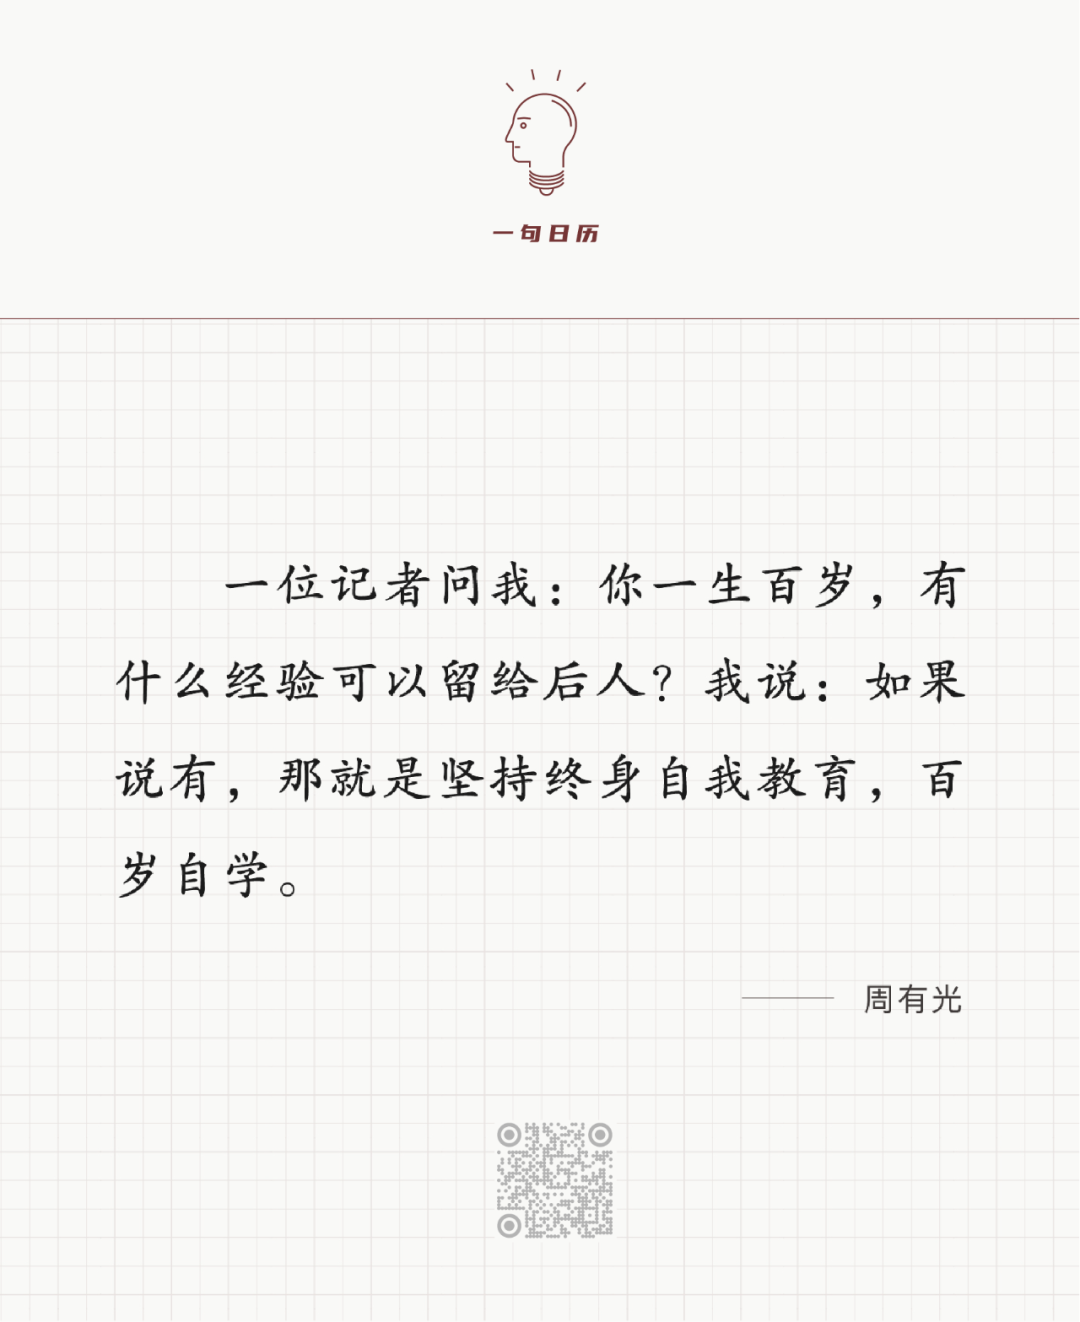 一句日历
一位记者问我：你一生百岁，有
什么经验可以留给后人？我说：如果
说有，那就是坚持终身自我教育，百
岁自学。
—— 周有光